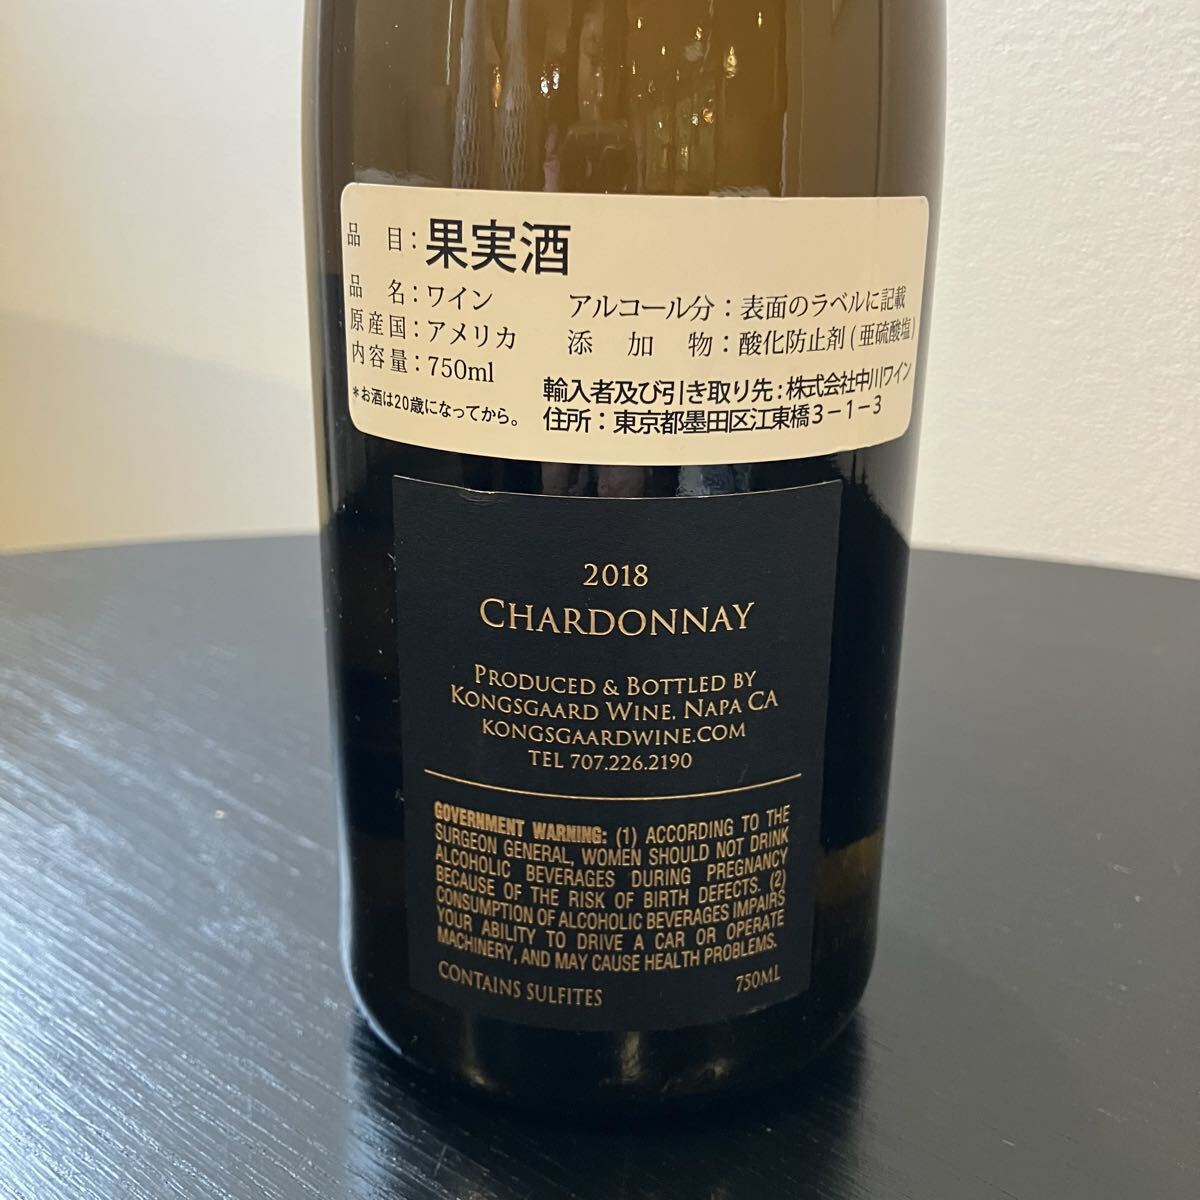 品　目：果実酒
品　名：ワイン　アルコール分：表面のラベルに記載
原産国：アメリカ　添　加　物：酸化防止剤(亜硫酸塩)
内容量：750ml　輸入者及び引き取り先：株式会社中川ワイン
*お酒は20歳になってから。　住所：東京都墨田区江東橋3-1-3
2018
CHARDONNAY
PRODUCED & BOTTLED BY
KONGSGAARD WINE, NAPA CA
KONGSGAARDWINE.COM
TEL 707.226.2190
GOVERNMENT WARNING: (1) ACCORDING TO THE
SURGEON GENERAL, WOMEN SHOULD NOT DRINK
ALCOHOLIC BEVERAGES DURING PREGNANCY
BECAUSE OF THE RISK OF BIRTH DEFECTS. (2)
CONSUMPTION OF ALCOHOLIC BEVERAGES IMPAIRS
YOUR ABILITY TO DRIVE A CAR OR OPERATE
MACHINERY, AND MAY CAUSE HEALTH PROBLEMS.
CONTAINS SULFITES 750ML